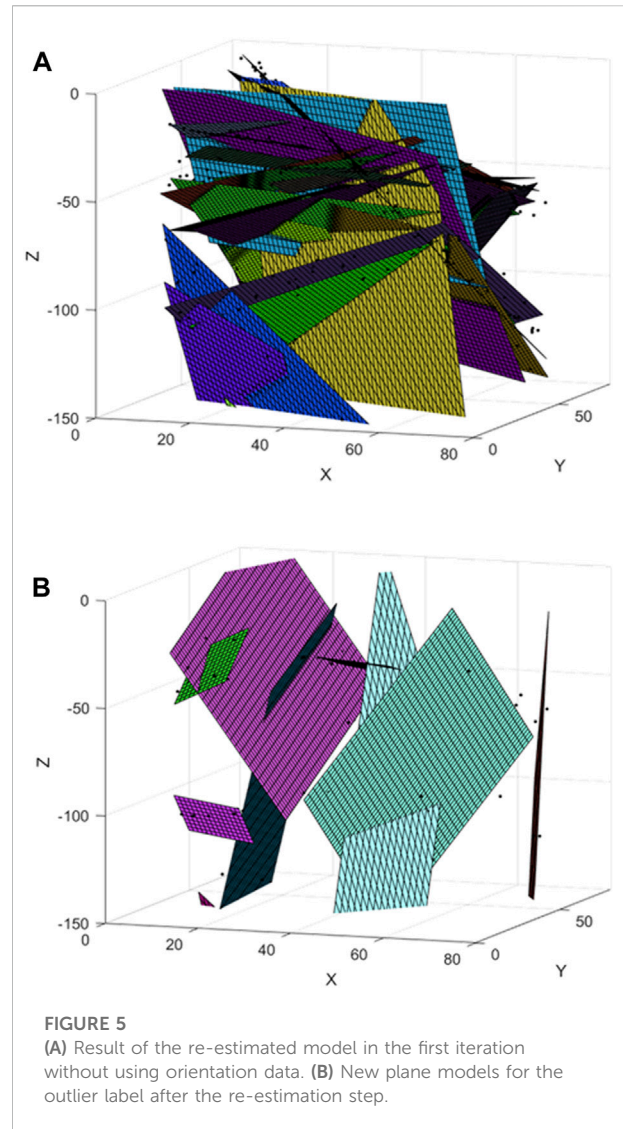 A
0
-50
Z
-100
-150
0
20
40
60
80
X
0
50
Y
B
0
-50
Z
-100
-150
0
20
40
60
80
X
0
50
Y
FIGURE 5
(A) Result of the re-estimated model in the first iteration
without using orientation data. (B) New plane models for the
outlier label after the re-estimation step.